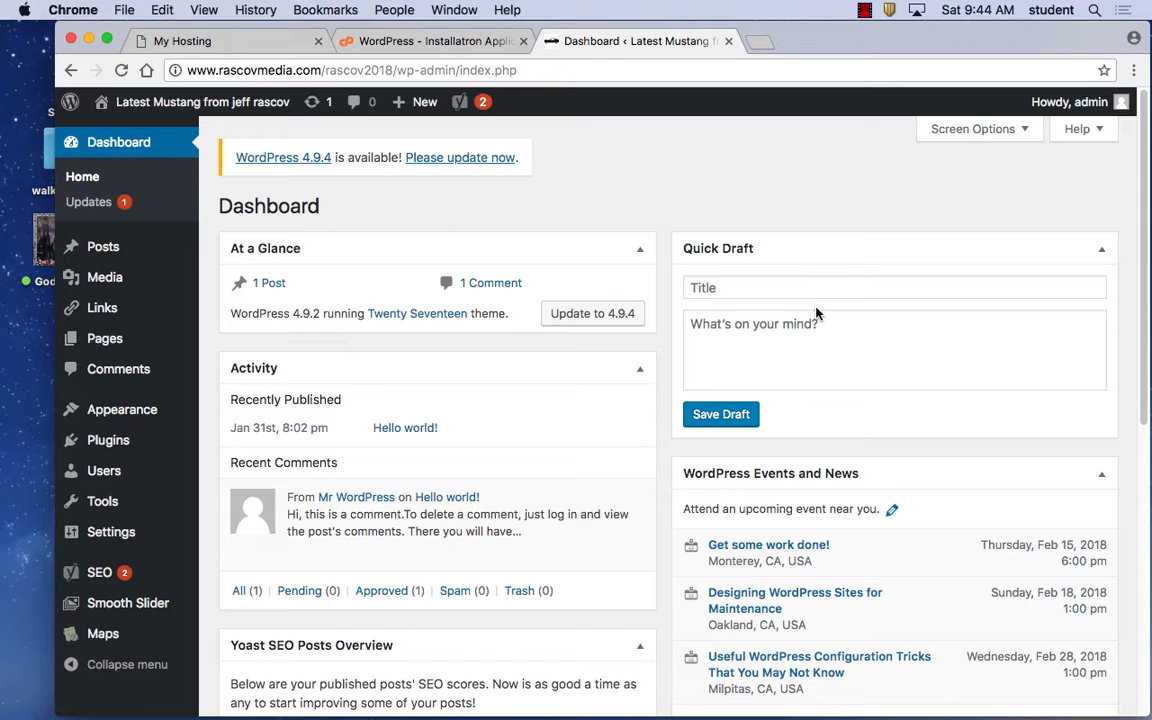 Chrome File Edit View History Bookmarks People Window Help Sat 9:44 AM student
My Hosting WordPress - Installatron Applic Dashboard ‹ Latest Mustang fr
www.rascovmedia.com/rascov2018/wp-admin/index.php
Latest Mustang from jeff rascov 1 0 New 2 Howdy, admin
Screen Options Help
S
walk
God
Dashboard
Home
Updates 1
Posts
Media
Links
Pages
Comments
Appearance
Plugins
Users
Tools
Settings
SEO 2
Smooth Slider
Maps
Collapse menu
WordPress 4.9.4 is available! Please update now.
Dashboard
At a Glance
1 Post 1 Comment
WordPress 4.9.2 running Twenty Seventeen theme. Update to 4.9.4
Activity
Recently Published
Jan 31st, 8:02 pm Hello world!
Recent Comments
From Mr WordPress on Hello world!
Hi, this is a comment.To delete a comment, just log in and view
the post's comments. There you will have…
All (1) | Pending (0) | Approved (1) | Spam (0) | Trash (0)
Yoast SEO Posts Overview
Below are your published posts' SEO scores. Now is as good a time as
any to start improving some of your posts!
Quick Draft
Title
What's on your mind?
Save Draft
WordPress Events and News
Attend an upcoming event near you.
Get some work done! Thursday, Feb 15, 2018
Monterey, CA, USA 6:00 pm
Designing WordPress Sites for Sunday, Feb 18, 2018
Maintenance 1:00 pm
Oakland, CA, USA
Useful WordPress Configuration Tricks Wednesday, Feb 28, 2018
That You May Not Know 1:00 pm
Milpitas, CA, USA